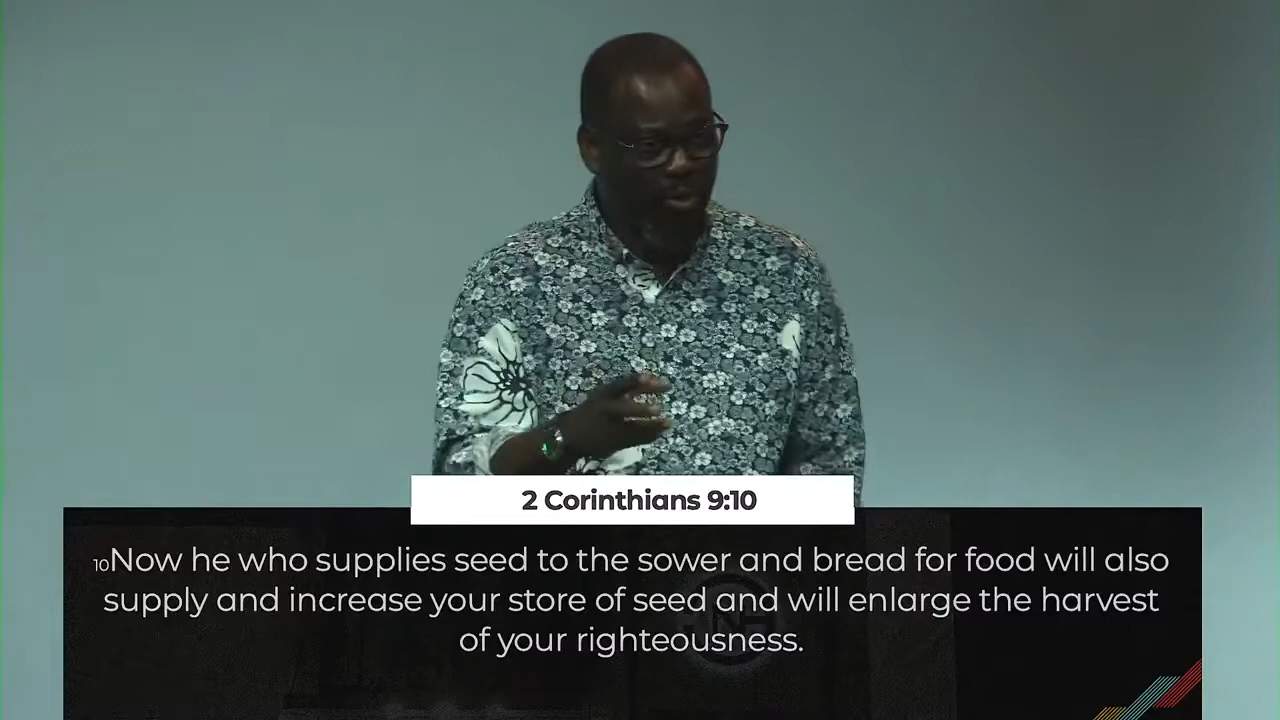 2 Corinthians 9:10
10Now he who supplies seed to the sower and bread for food will also
supply and increase your store of seed and will enlarge the harvest
of your righteousness.